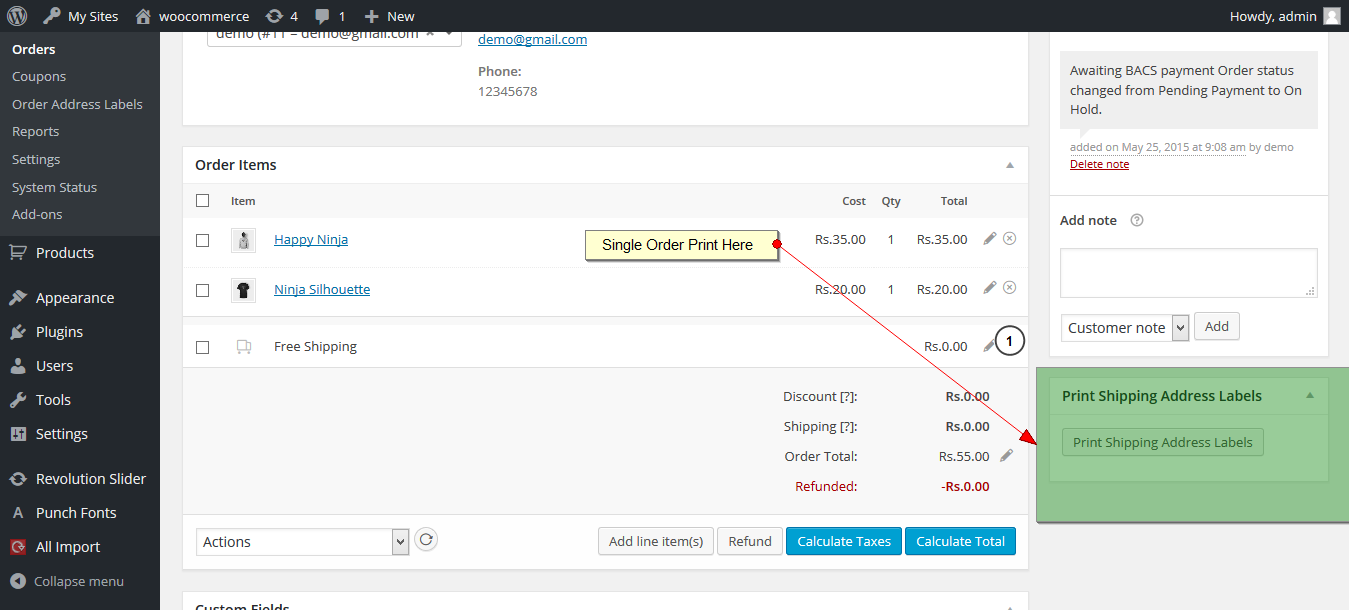 My Sites woocommerce 4 1 New Howdy, admin
Orders
Coupons
Order Address Labels
Reports
Settings
System Status
Add-ons
Products
Appearance
Plugins
Users
Tools
Settings
Revolution Slider
Punch Fonts
All Import
Collapse menu
demo (#11 – demo@gmail.com ×
demo@gmail.com
Phone:
12345678
Order Items
Item Cost Qty Total
Happy Ninja Rs.35.00 1 Rs.35.00
Single Order Print Here
Ninja Silhouette Rs.20.00 1 Rs.20.00
Free Shipping Rs.0.00
1
Discount [?]: Rs.0.00
Shipping [?]: Rs.0.00
Order Total: Rs.55.00
Refunded: -Rs.0.00
Actions Add line item(s) Refund Calculate Taxes Calculate Total
Custom Fields
Awaiting BACS payment Order status
changed from Pending Payment to On
Hold.
added on May 25, 2015 at 9:08 am by demo
Delete note
Add note ?
Customer note Add
Print Shipping Address Labels
Print Shipping Address Labels